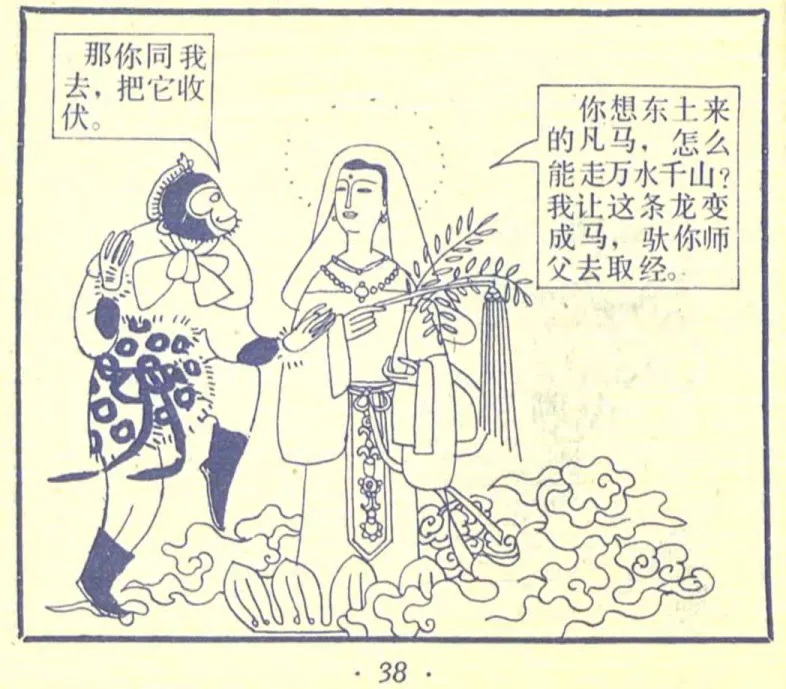 那你同我
去，把它收
伏。
你想东土来
的凡马，怎么
能走万水千山?
我让这条龙变
成马，驮你师
父去取经。
·38·